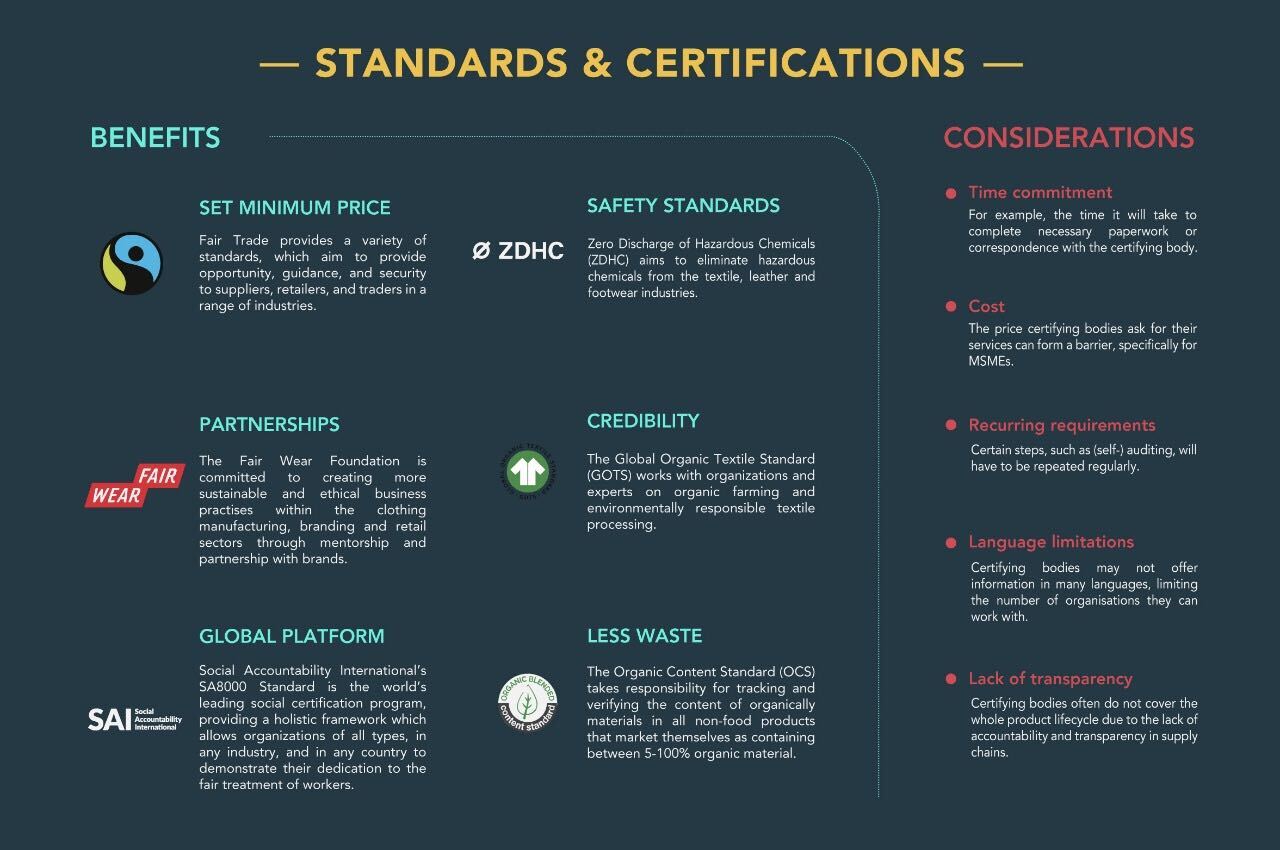 — STANDARDS & CERTIFICATIONS —
BENEFITS
SET MINIMUM PRICE
Fair Trade provides a variety of
standards, which aim to provide
opportunity, guidance, and security
to suppliers, retailers, and traders in a
range of industries.
ZDHC
SAFETY STANDARDS
Zero Discharge of Hazardous Chemicals
(ZDHC) aims to eliminate hazardous
chemicals from the textile, leather and
footwear industries.
FAIR
WEAR
PARTNERSHIPS
The Fair Wear Foundation is
committed to creating more
sustainable and ethical business
practises within the clothing
manufacturing, branding and retail
sectors through mentorship and
partnership with brands.
CREDIBILITY
The Global Organic Textile Standard
(GOTS) works with organizations and
experts on organic farming and
environmentally responsible textile
processing.
SAI Social
Accountability
International
GLOBAL PLATFORM
Social Accountability International’s
SA8000 Standard is the world’s
leading social certification program,
providing a holistic framework which
allows organizations of all types, in
any industry, and in any country to
demonstrate their dedication to the
fair treatment of workers.
ORGANIC BLENDED
content standard
LESS WASTE
The Organic Content Standard (OCS)
takes responsibility for tracking and
verifying the content of organically
materials in all non-food products
that market themselves as containing
between 5-100% organic material.
CONSIDERATIONS
Time commitment
For example, the time it will take to
complete necessary paperwork or
correspondence with the certifying body.
Cost
The price certifying bodies ask for their
services can form a barrier, specifically for
MSMEs.
Recurring requirements
Certain steps, such as (self-) auditing, will
have to be repeated regularly.
Language limitations
Certifying bodies may not offer
information in many languages, limiting
the number of organisations they can
work with.
Lack of transparency
Certifying bodies often do not cover the
whole product lifecycle due to the lack of
accountability and transparency in supply
chains.